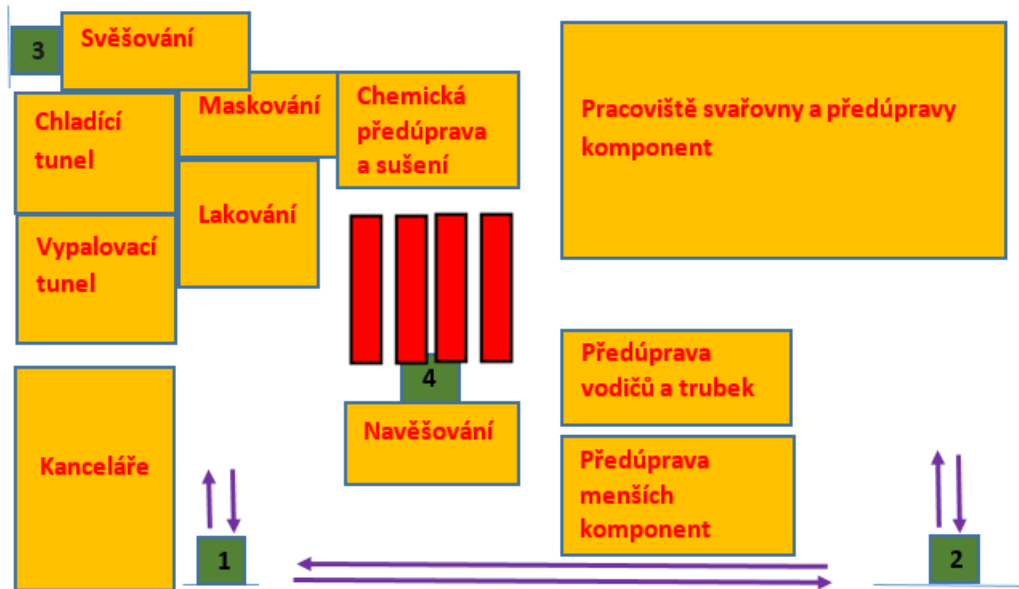 3
Svěšování
Maskování
Chemická
předúprava
a sušení
Pracoviště svařovny a předúpravy
komponent
Chladící
tunel
Lakování
Vypalovací
tunel
4
Navěšování
Předúprava
vodičů a trubek
Kanceláře
Předúprava
menších
komponent
1
2